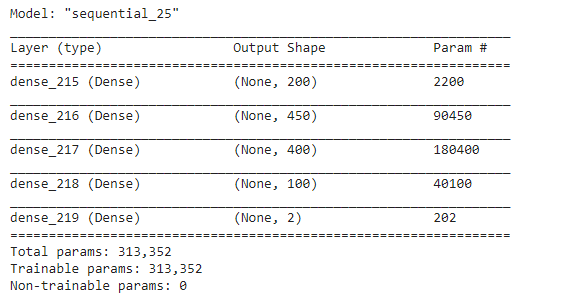 Model: "sequential_25"
_________________________________________________________________
Layer (type)                 Output Shape              Param #
=================================================================
dense_215 (Dense)            (None, 200)               2200
_________________________________________________________________
dense_216 (Dense)            (None, 450)               90450
_________________________________________________________________
dense_217 (Dense)            (None, 400)               180400
_________________________________________________________________
dense_218 (Dense)            (None, 100)               40100
_________________________________________________________________
dense_219 (Dense)            (None, 2)                 202
=================================================================
Total params: 313,352
Trainable params: 313,352
Non-trainable params: 0